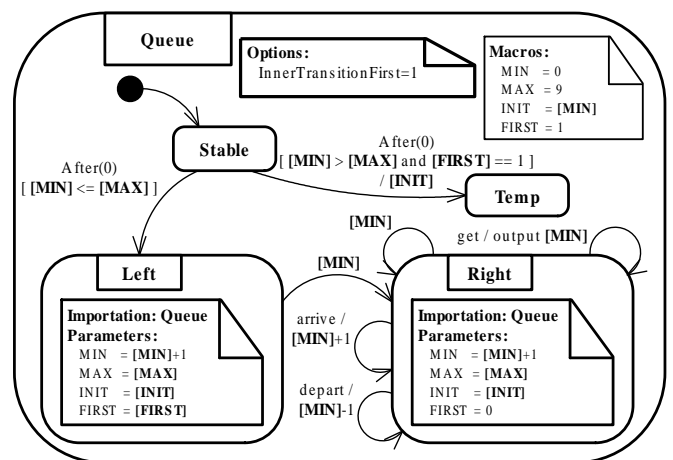 Queue
Options:
InnerTransitionFirst=1
Macros:
MIN = 0
MAX = 9
INIT = [MIN]
FIRST = 1
Stable
After(0)
[ [MIN] <= [MAX] ]
After(0)
[ [MIN] > [MAX] and [FIRST] == 1 ]
/ [INIT]
Temp
[MIN]
get / output [MIN]
Left
[MIN]
Right
Importation: Queue
Parameters:
MIN = [MIN]+1
MAX = [MAX]
INIT = [INIT]
FIRST = [FIRST]
arrive /
[MIN]+1
depart /
[MIN]-1
Importation: Queue
Parameters:
MIN = [MIN]+1
MAX = [MAX]
INIT = [INIT]
FIRST = 0